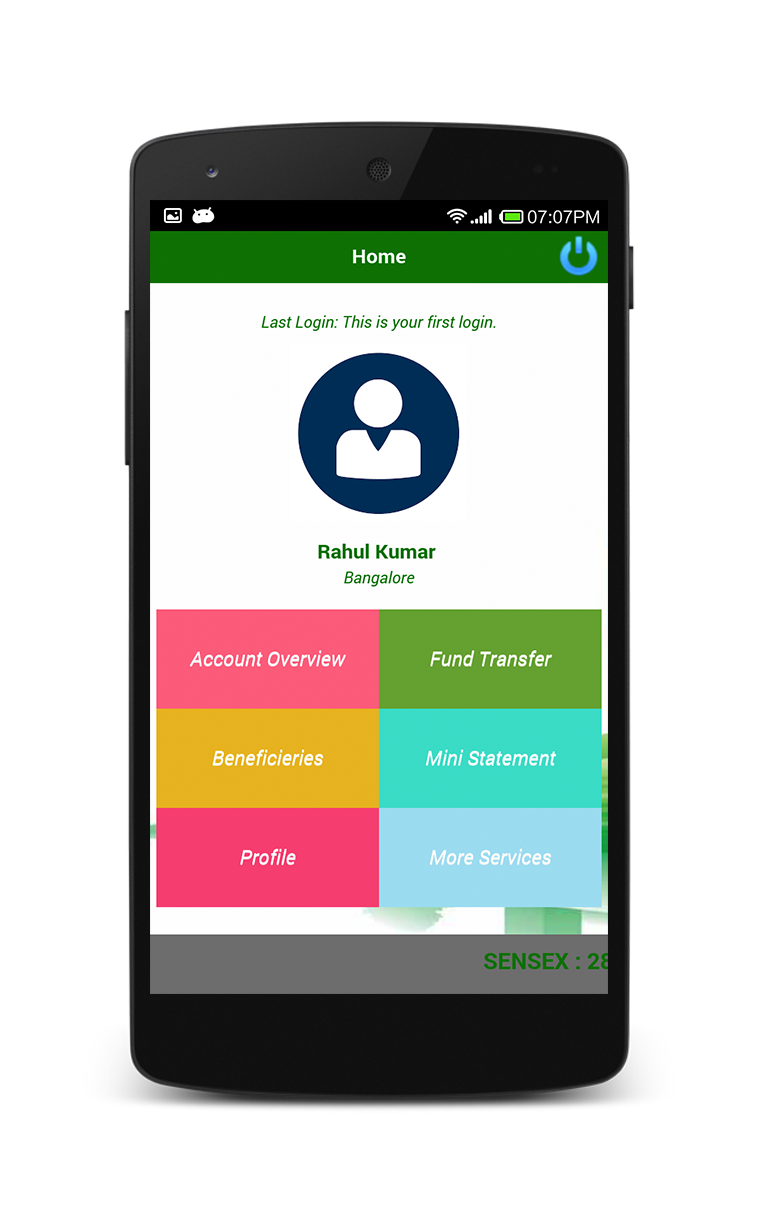 07:07PM
Home
Last Login: This is your first login.
Rahul Kumar
Bangalore
Account Overview
Fund Transfer
Beneficieries
Mini Statement
Profile
More Services
SENSEX : 28